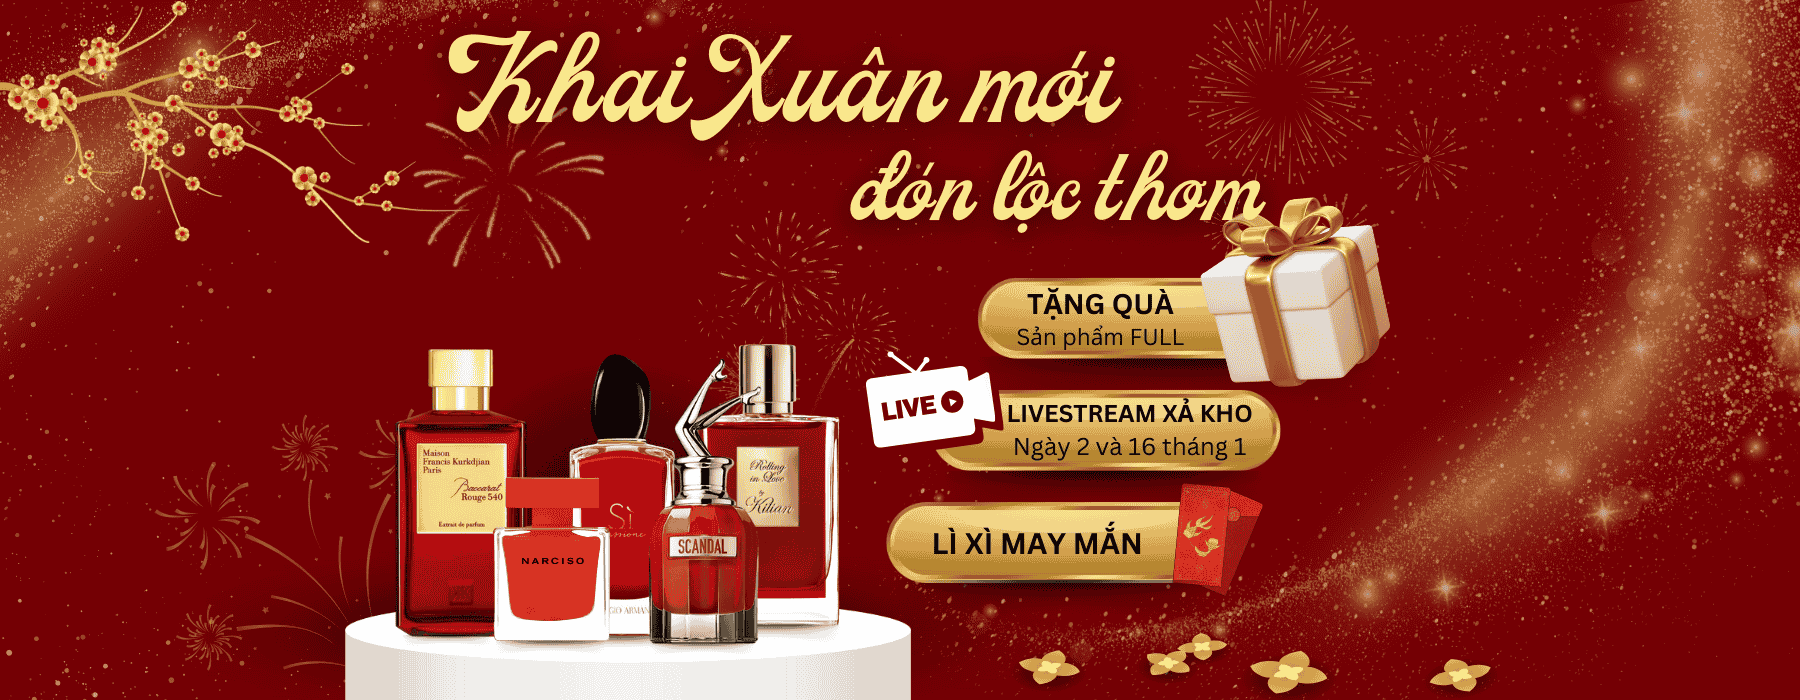 Khai Xuân mới
đón lộc thơm
TẶNG QUÀ
Sản phẩm FULL
LIVE
LIVESTREAM XẢ KHO
Ngày 2 và 16 tháng 1
LÌ XÌ MAY MẮN
Maison
Francis Kurkdjian
Paris
Baccarat
Rouge 540
Extrait de parfum
NARCISO
Sì
SCANDAL
Rolling
in Love
by
Kilian